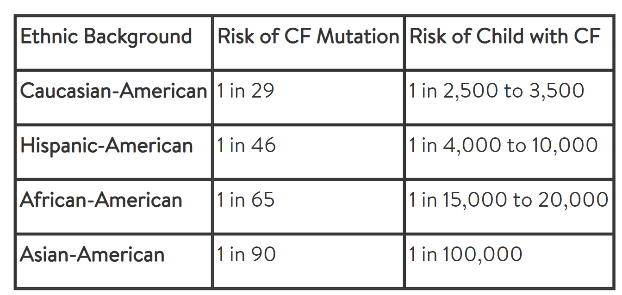 Ethnic Background Risk of CF Mutation Risk of Child with CF
Caucasian-American 1 in 29 1 in 2,500 to 3,500
Hispanic-American 1 in 46 1 in 4,000 to 10,000
African-American 1 in 65 1 in 15,000 to 20,000
Asian-American 1 in 90 1 in 100,000